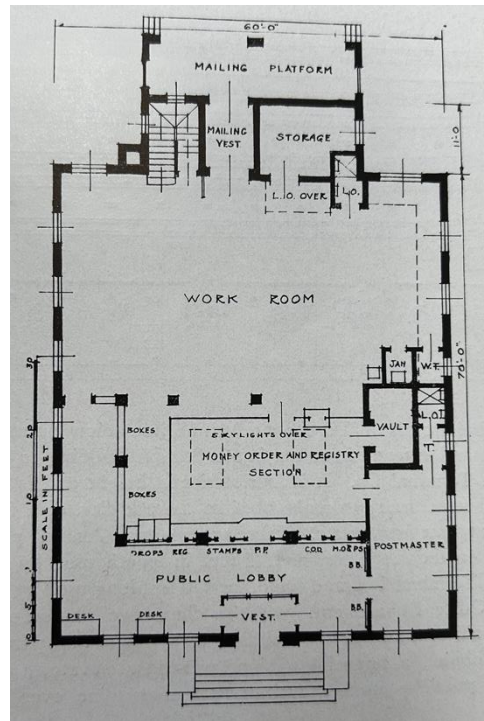 60'-0"
MAILING PLATFORM
MAILING
VEST
STORAGE
11'-0
L.O. OVER
L.O.
WORK ROOM
70'-0"
30
JAN
W.T.
L.O.
BOXES
SKYLIGHTS OVER
VAULT
20
MONEY ORDER AND REGISTRY
SECTION
T.
BOXES
10
SCALE IN FEET
DROPS REG STAMPS P.P. C.O.D M.O.&P.S.
POSTMASTER
PUBLIC LOBBY
B.B.
5
DESK
DESK
VEST.
B.B.
10